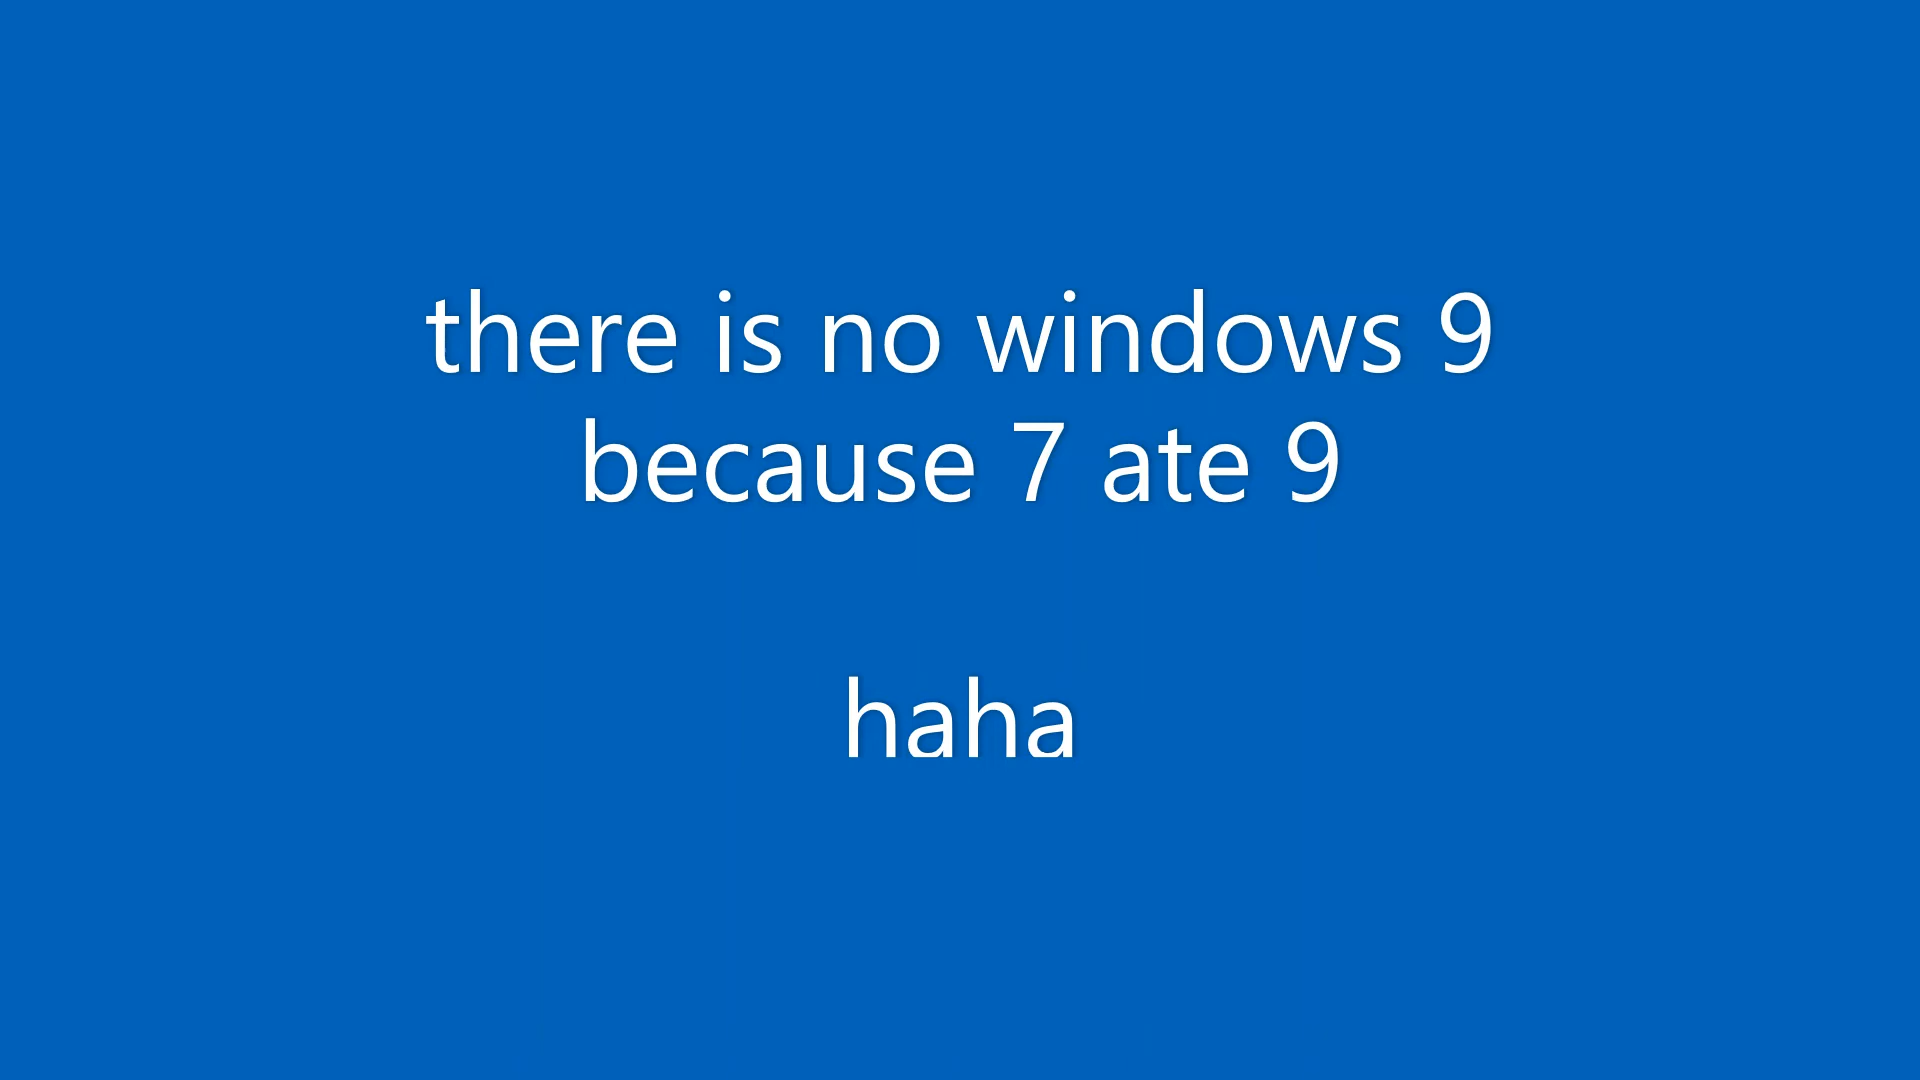 there is no windows 9
because 7 ate 9
haha